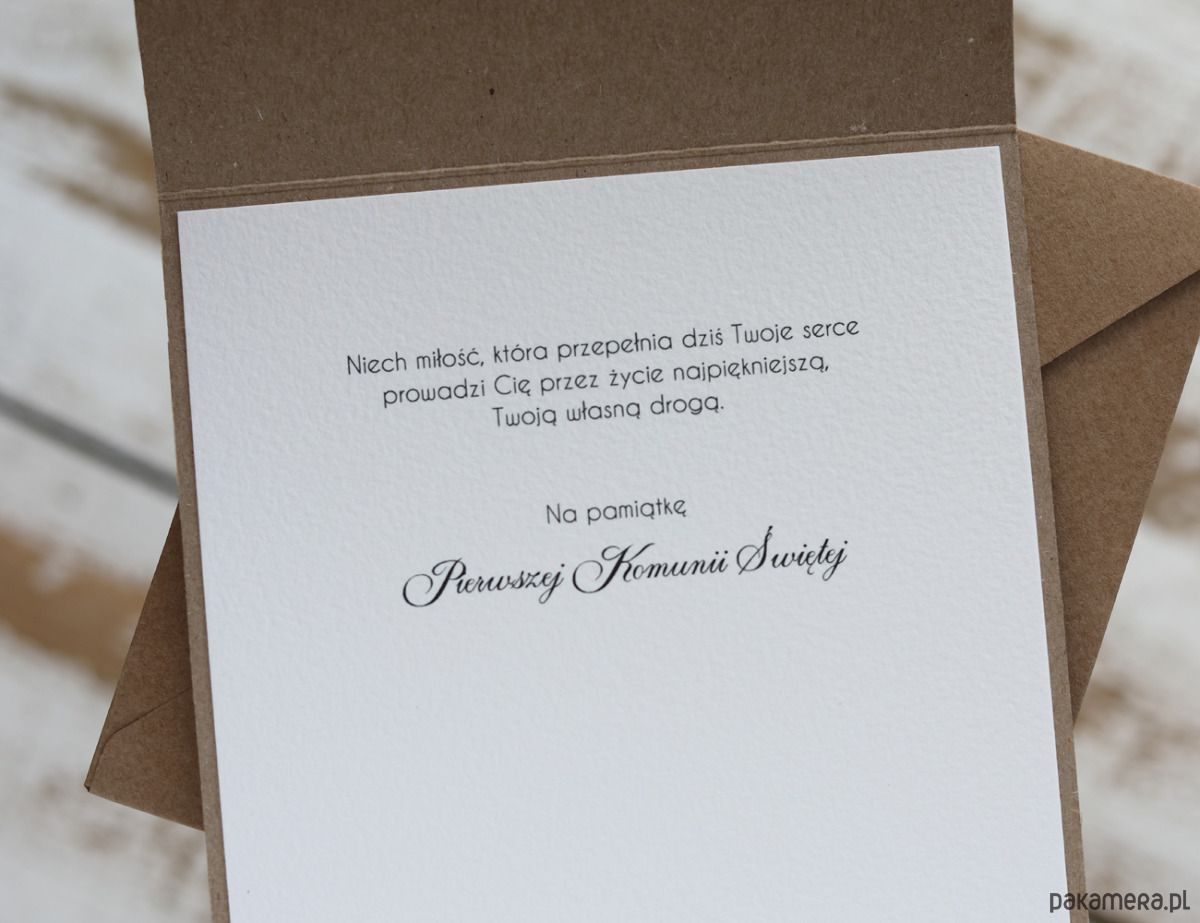 Niech miłość, która przepełnia dziś Twoje serce
prowadzi Cię przez życie najpiękniejszą,
Twoją własną drogą.
Na pamiątkę
Pierwszej Komunii Świętej
pakamera.pl